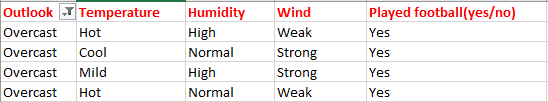 Outlook Temperature Humidity Wind Played football(yes/no)
Overcast Hot High Weak Yes
Overcast Cool Normal Strong Yes
Overcast Mild High Strong Yes
Overcast Hot Normal Weak Yes